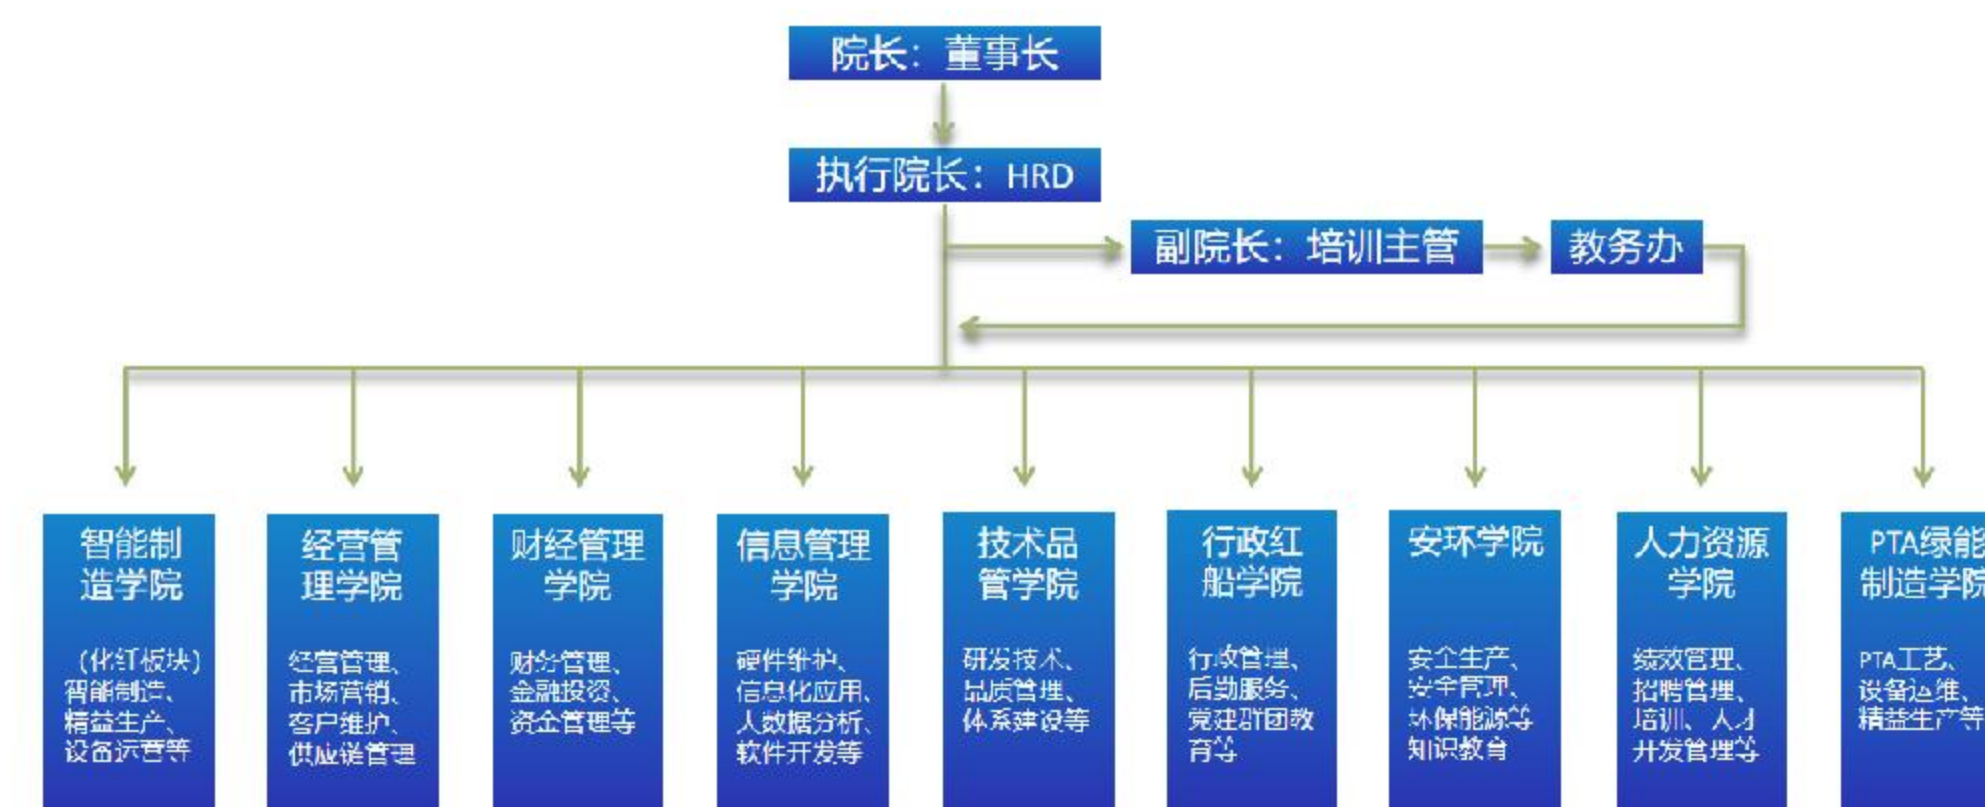 院长：董事长
执行院长：HRD
副院长：培训主管
教务办
智能制
造学院
（化纤板块）
智能制造、
精益生产、
设备运营等
经营管
理学院
经营管理、
市场营销、
客户维护、
供应链管理
财经管理
学院
财务管理、
金融投资、
资金管理等
信息管理
学院
硬件维护、
信息化应用、
大数据分析、
软件开发等
技术品
管学院
研发技术、
品质管理、
体系建设等
行政红
船学院
行政管理、
后勤服务、
党建群团教
育等
安环学院
安全生产、
安全管理、
环保能源等
知识教育
人力资源
学院
绩效管理、
招聘管理、
培训、人才
开发管理等
PTA绿能
制造学院
PTA工艺、
设备运维、
精益生产等